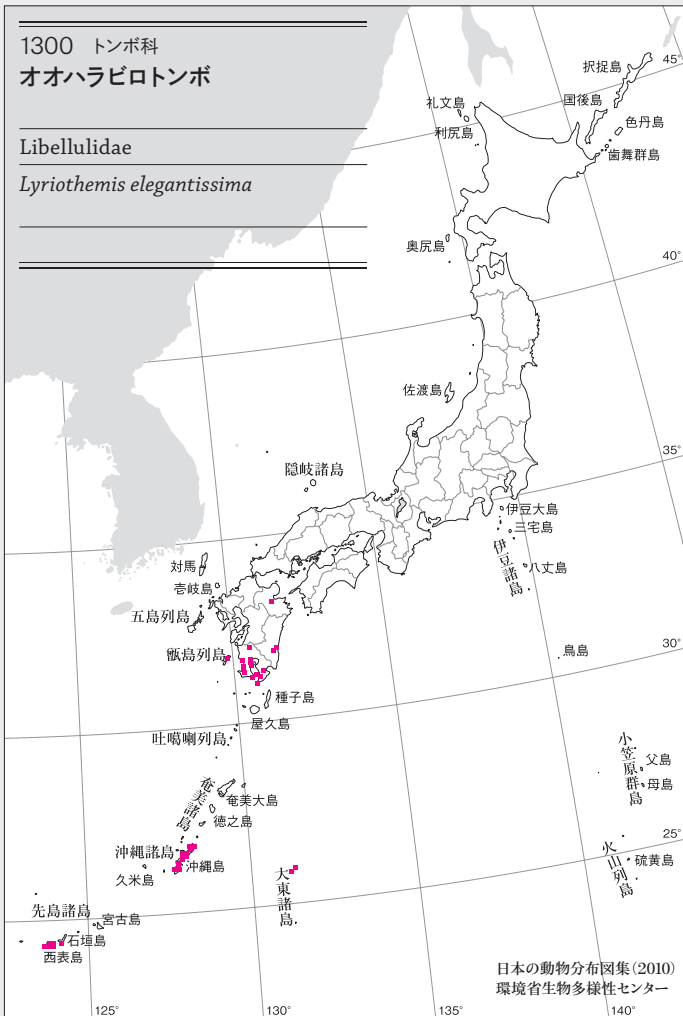 1300 トンボ科
オオハラビロトンボ
Libellulidae
Lyriothemis elegantissima
45°
択捉島
国後島
礼文島
色丹島
利尻島
歯舞群島
奥尻島
40°
佐渡島
35°
隠岐諸島
伊豆大島
三宅島
伊豆諸島
八丈島
対馬
壱岐島
五島列島
甑島列島
鳥島
30°
種子島
屋久島
吐噶喇列島
小笠原群島
父島
母島
奄美諸島
奄美大島
徳之島
25°
沖縄諸島
沖縄島
久米島
火山列島
硫黄島
大東諸島
先島諸島
宮古島
石垣島
西表島
日本の動物分布図集(2010)
環境省生物多様性センター
125°
130°
135°
140°